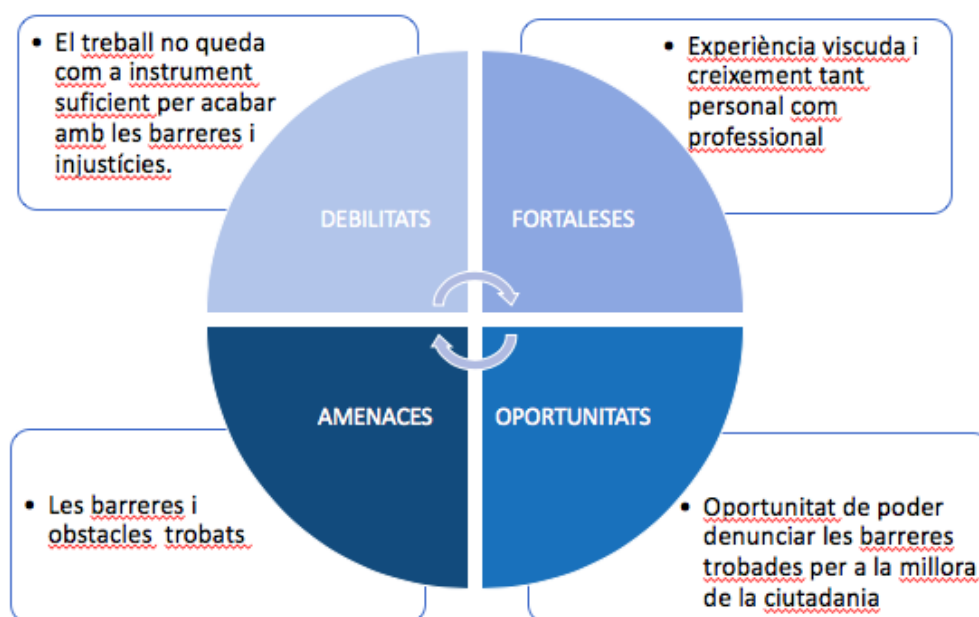 • El treball no queda
com a instrument
suficient per acabar
amb les barreres i
injustícies.
• Experiència viscuda i
creixement tant
personal com
professional
DEBILITATS
FORTALESES
AMENACES
OPORTUNITATS
• Les barreres i
obstacles trobats
• Oportunitat de poder
denunciar les barreres
trobades per a la millora
de la ciutadania